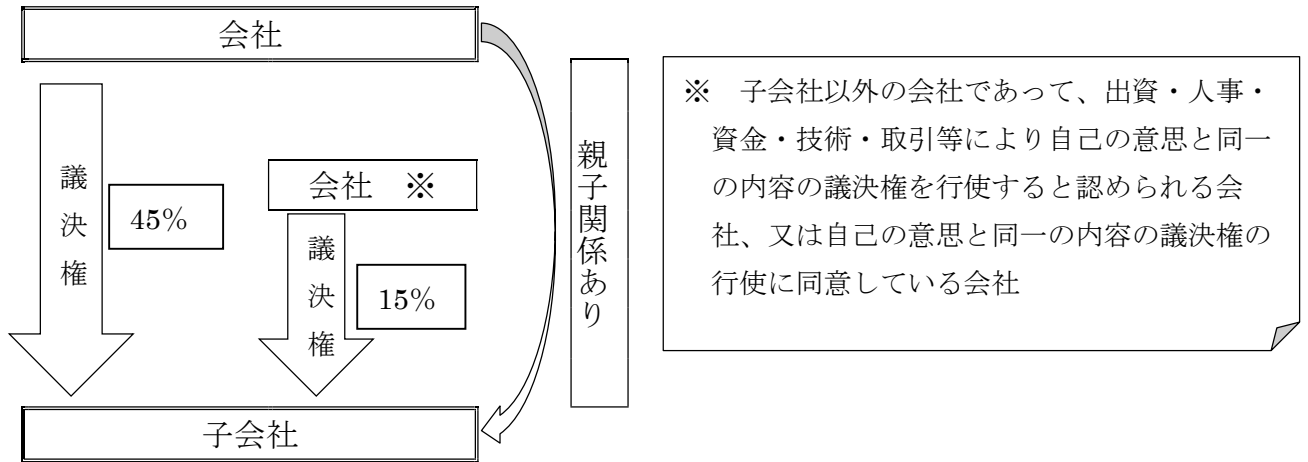 会社
議決権
45%
会社　※
議決権
15%
子会社
親子関係あり
※　子会社以外の会社であって、出資・人事・
資金・技術・取引等により自己の意思と同一
の内容の議決権を行使すると認められる会
社、又は自己の意思と同一の内容の議決権の
行使に同意している会社